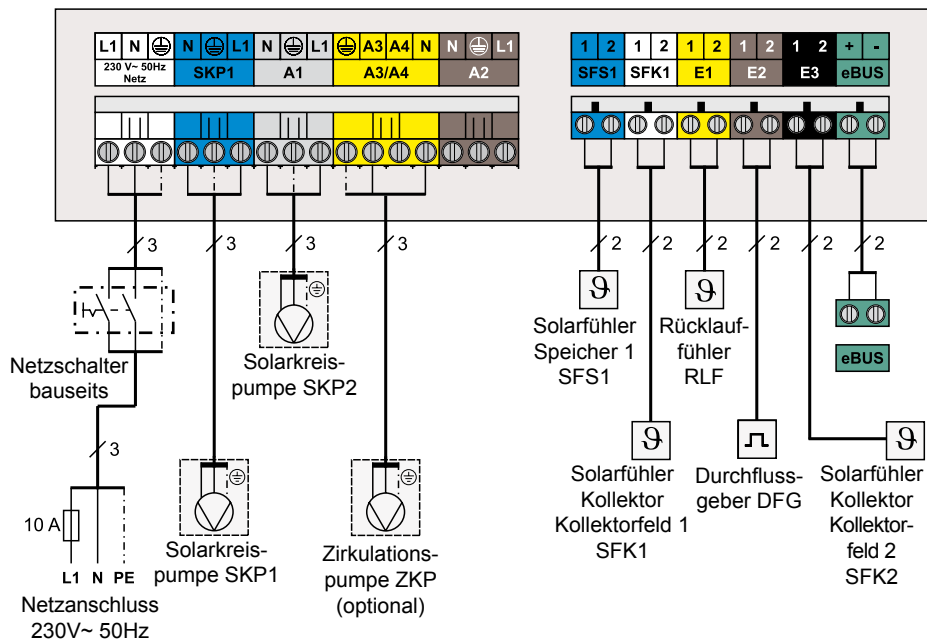 L1 N N L1 N L1 A3 A4 N N L1
230 V~ 50Hz
Netz
SKP1 A1 A3/A4 A2
1 2 1 2 1 2 1 2 1 2 + -
SFS1 SFK1 E1 E2 E3 eBUS
3 3 3 3 2 2 2 2 2 2
Netzschalter
bauseits
Solarkreis-
pumpe SKP2
Solarfühler
Speicher 1
SFS1
Rücklauf-
fühler
RLF
eBUS
3
10 A
L1 N PE
Netzanschluss
230V~ 50Hz
Solarkreis-
pumpe SKP1
Zirkulations-
pumpe ZKP
(optional)
Solarfühler
Kollektor
Kollektorfeld 1
SFK1
Durchfluss-
geber DFG
Solarfühler
Kollektor
Kollektor-
feld 2
SFK2
ϑ
ϑ
ϑ
ϑ